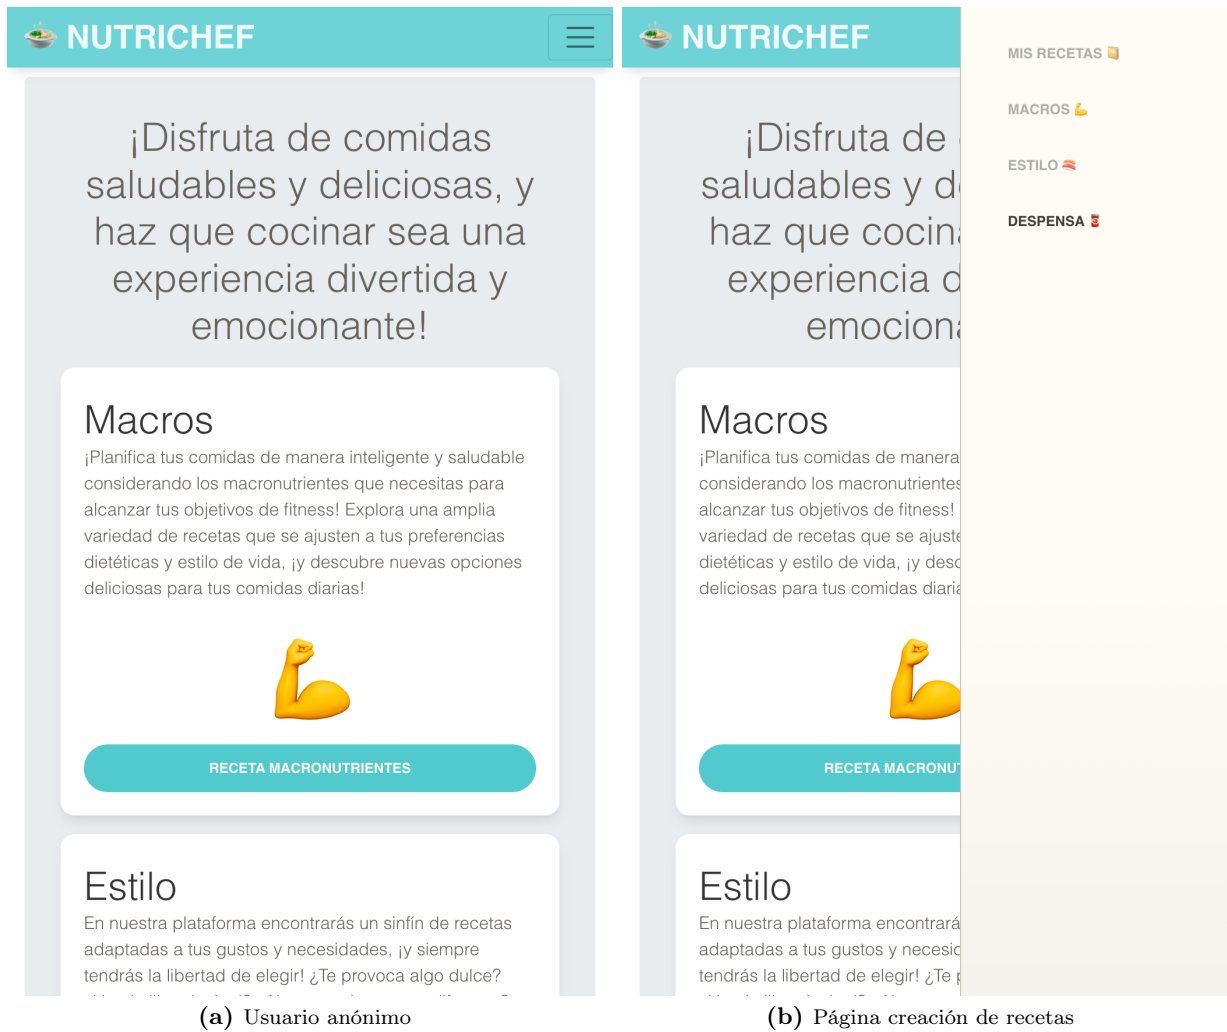 NUTRICHEF
¡Disfruta de comidas
saludables y deliciosas, y
haz que cocinar sea una
experiencia divertida y
emocionante!
Macros
¡Planifica tus comidas de manera inteligente y saludable
considerando los macronutrientes que necesitas para
alcanzar tus objetivos de fitness! Explora una amplia
variedad de recetas que se ajusten a tus preferencias
dietéticas y estilo de vida, ¡y descubre nuevas opciones
deliciosas para tus comidas diarias!
RECETA MACRONUTRIENTES
Estilo
En nuestra plataforma encontrarás un sinfín de recetas
adaptadas a tus gustos y necesidades, ¡y siempre
tendrás la libertad de elegir! ¿Te provoca algo dulce?
(a) Usuario anónimo
NUTRICHEF
¡Disfruta de
saludables y d
haz que cocin
experiencia d
emocion
Macros
¡Planifica tus comidas de manera
considerando los macronutrientes
alcanzar tus objetivos de fitness!
variedad de recetas que se ajuste
dietéticas y estilo de vida, ¡y desc
deliciosas para tus comidas diaria
RECETA MACRONUT
Estilo
En nuestra plataforma encontrará
adaptadas a tus gustos y necesid
tendrás la libertad de elegir! ¿Te p
MIS RECETAS
MACROS
ESTILO
DESPENSA
(b) Página creación de recetas